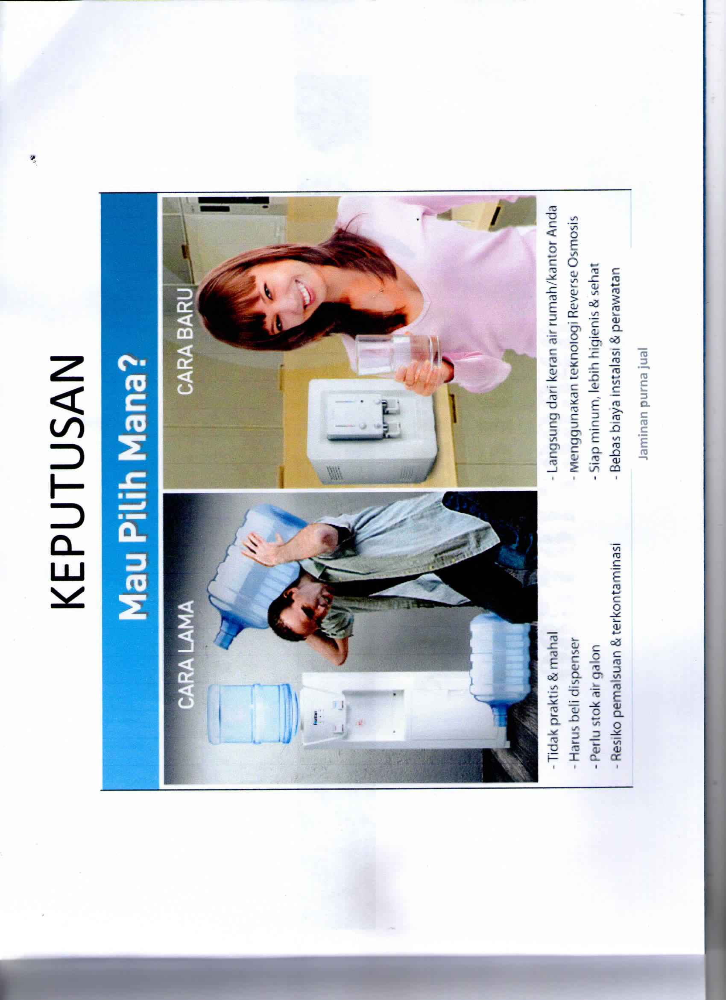 KEPUTUSAN
Mau Pilih Mana?
CARA LAMA
CARA BARU
- Tidak praktis & mahal
- Harus beli dispenser
- Perlu stok air galon
- Resiko pemalsuan & terkontaminasi
- Langsung dari keran air rumah/kantor Anda
- Menggunakan teknologi Reverse Osmosis
- Siap minum, lebih higienis & sehat
- Bebas biaya instalasi & perawatan
Jaminan purna jual